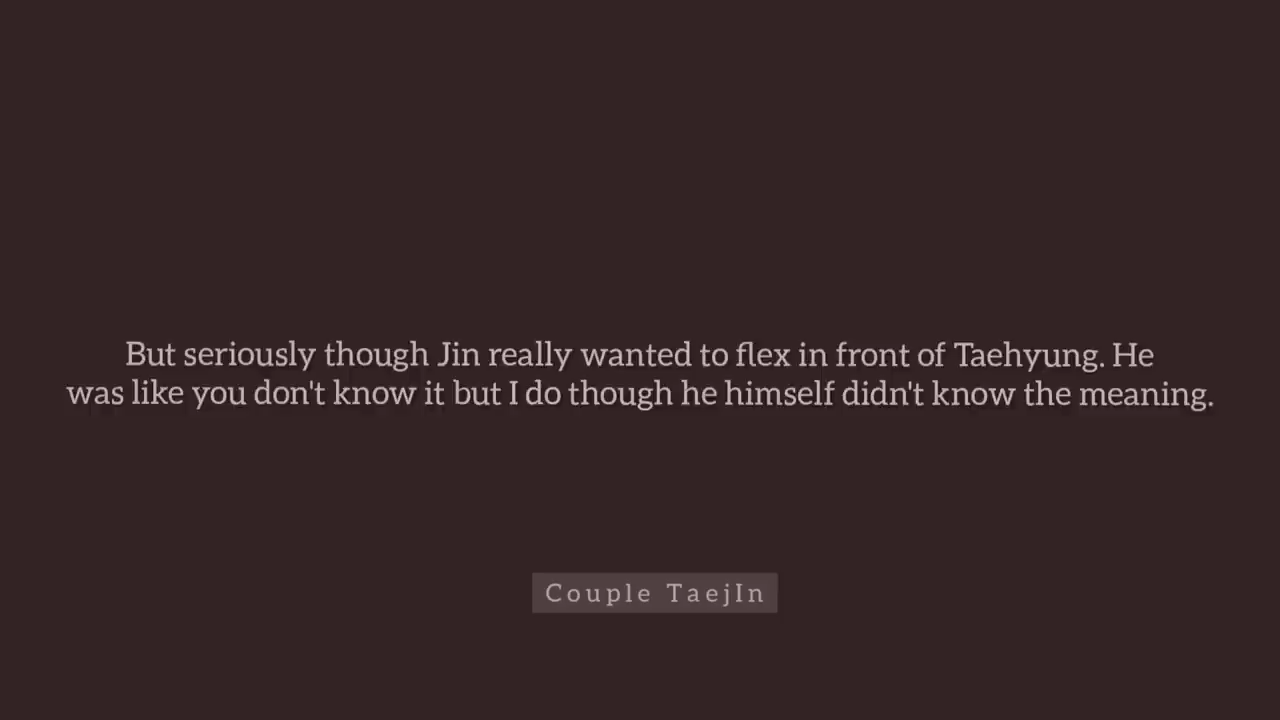 But seriously though Jin really wanted to flex in front of Taehyung. He
was like you don't know it but I do though he himself didn't know the meaning.
Couple TaejIn